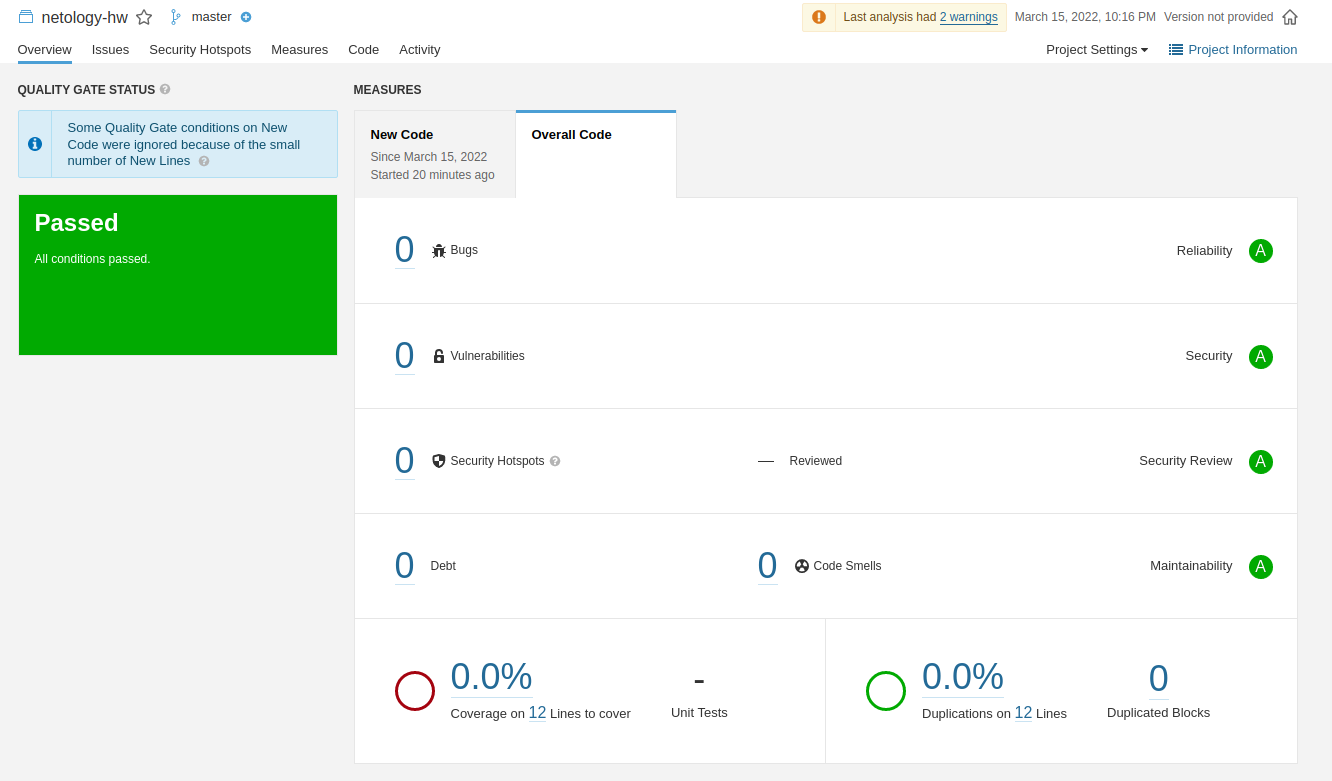 netology-hw master Last analysis had 2 warnings March 15, 2022, 10:16 PM Version not provided
Overview Issues Security Hotspots Measures Code Activity Project Settings Project Information
QUALITY GATE STATUS ?
Some Quality Gate conditions on New
Code were ignored because of the small
number of New Lines ?
Passed
All conditions passed.
MEASURES
New Code
Since March 15, 2022
Started 20 minutes ago
Overall Code
0 Bugs Reliability A
0 Vulnerabilities Security A
0 Security Hotspots ? — Reviewed Security Review A
0 Debt 0 Code Smells Maintainability A
0.0%
Coverage on 12 Lines to cover
-
Unit Tests
0.0%
Duplications on 12 Lines
0
Duplicated Blocks